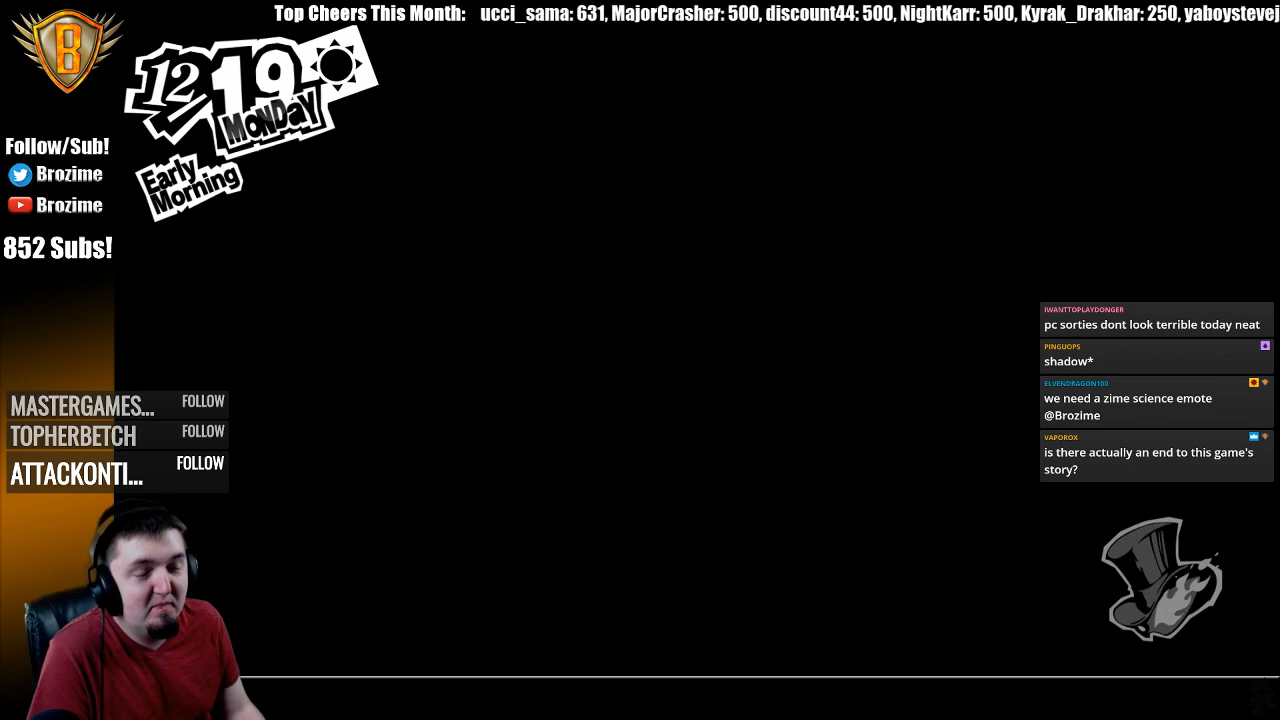 Top Cheers This Month: ucci_sama: 631, MajorCrasher: 500, discount44: 500, NightKarr: 500, Kyrak_Drakhar: 250, yaboystevej
B
12 19
MONDAY
Early
Morning
Follow/Sub!
Brozime
Brozime
852 Subs!
IWANTTOPLAYDONGER
pc sorties dont look terrible today neat
PINGUOPS
shadow*
ELVENDRAGON100
we need a zime science emote
@Brozime
VAPOROX
is there actually an end to this game's
story?
MASTERGAMES... FOLLOW
TOPHERBETCH FOLLOW
ATTACKONTI... FOLLOW